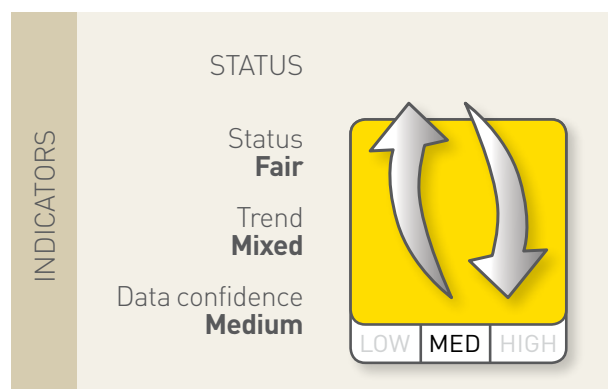 INDICATORS
STATUS
Status
Fair
Trend
Mixed
Data confidence
Medium
LOW MED HIGH